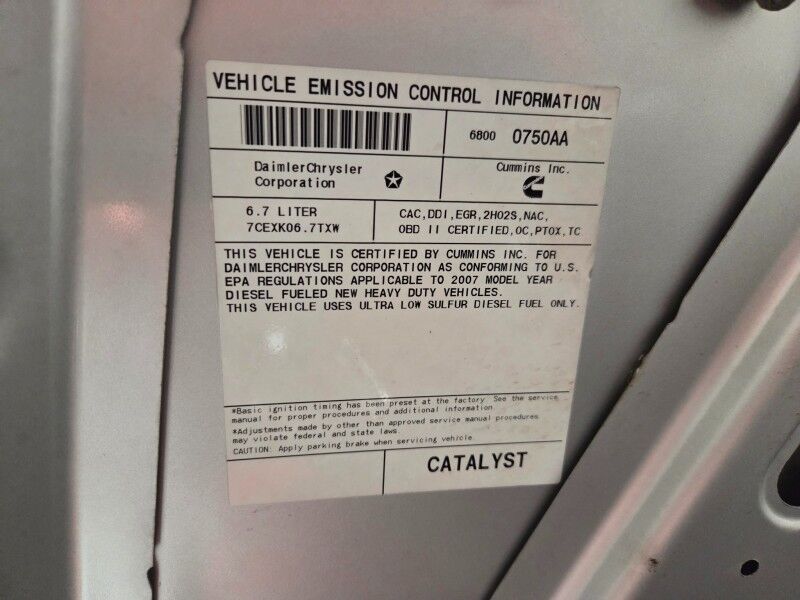 VEHICLE EMISSION CONTROL INFORMATION
6800 0750AA
DaimlerChrysler
Corporation
Cummins Inc.
6.7 LITER
7CEXK06.7TXW
CAC,DDI,EGR,2HO2S,NAC,
OBD II CERTIFIED,OC,PTOX,TC
THIS VEHICLE IS CERTIFIED BY CUMMINS INC. FOR
DAIMLERCHRYSLER CORPORATION AS CONFORMING TO U.S.
EPA REGULATIONS APPLICABLE TO 2007 MODEL YEAR
DIESEL FUELED NEW HEAVY DUTY VEHICLES.
THIS VEHICLE USES ULTRA LOW SULFUR DIESEL FUEL ONLY.
*Basic ignition timing has been preset at the factory. See the service
manual for proper procedures and additional information
*Adjustments made by other than approved service manual procedures
may violate federal and state laws.
CAUTION: Apply parking brake when servicing vehicle
CATALYST